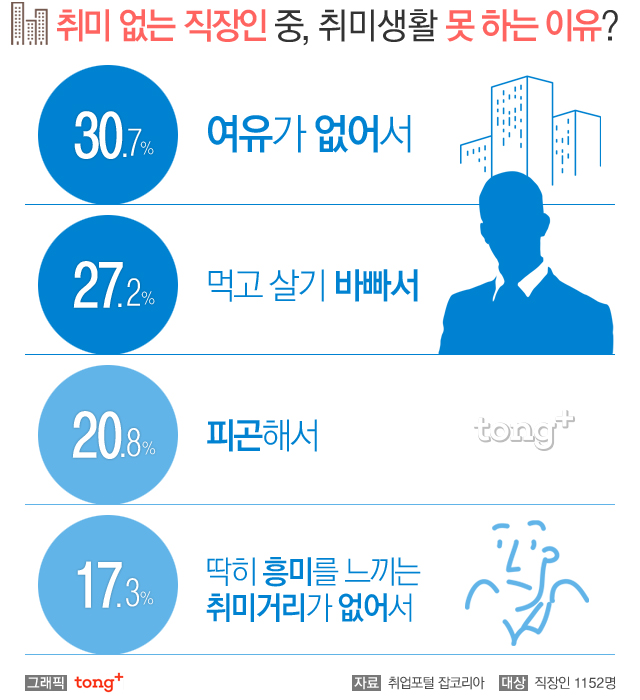 취미 없는 직장인 중, 취미생활 못 하는 이유?
30.7%
여유가 없어서
27.2%
먹고 살기 바빠서
20.8%
피곤해서
tong+
17.3%
딱히 흥미를 느끼는
취미거리가 없어서
그래픽 tong+ 자료 취업포털 잡코리아 대상 직장인 1152명